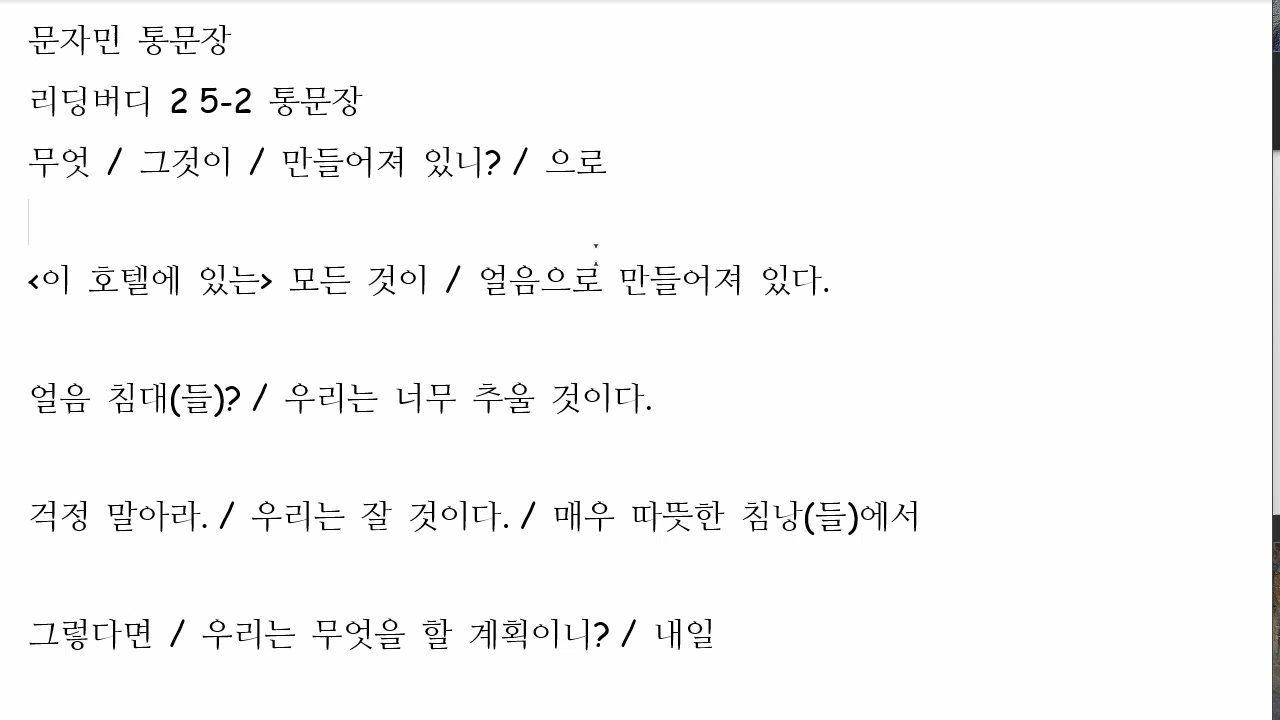 문자민 통문장
리딩버디 2 5-2 통문장
무엇 / 그것이 / 만들어져 있니? / 으로
<이 호텔에 있는> 모든 것이 / 얼음으로 만들어져 있다.
얼음 침대(들)? / 우리는 너무 추울 것이다.
걱정 말아라. / 우리는 잘 것이다. / 매우 따뜻한 침낭(들)에서
그렇다면 / 우리는 무엇을 할 계획이니? / 내일